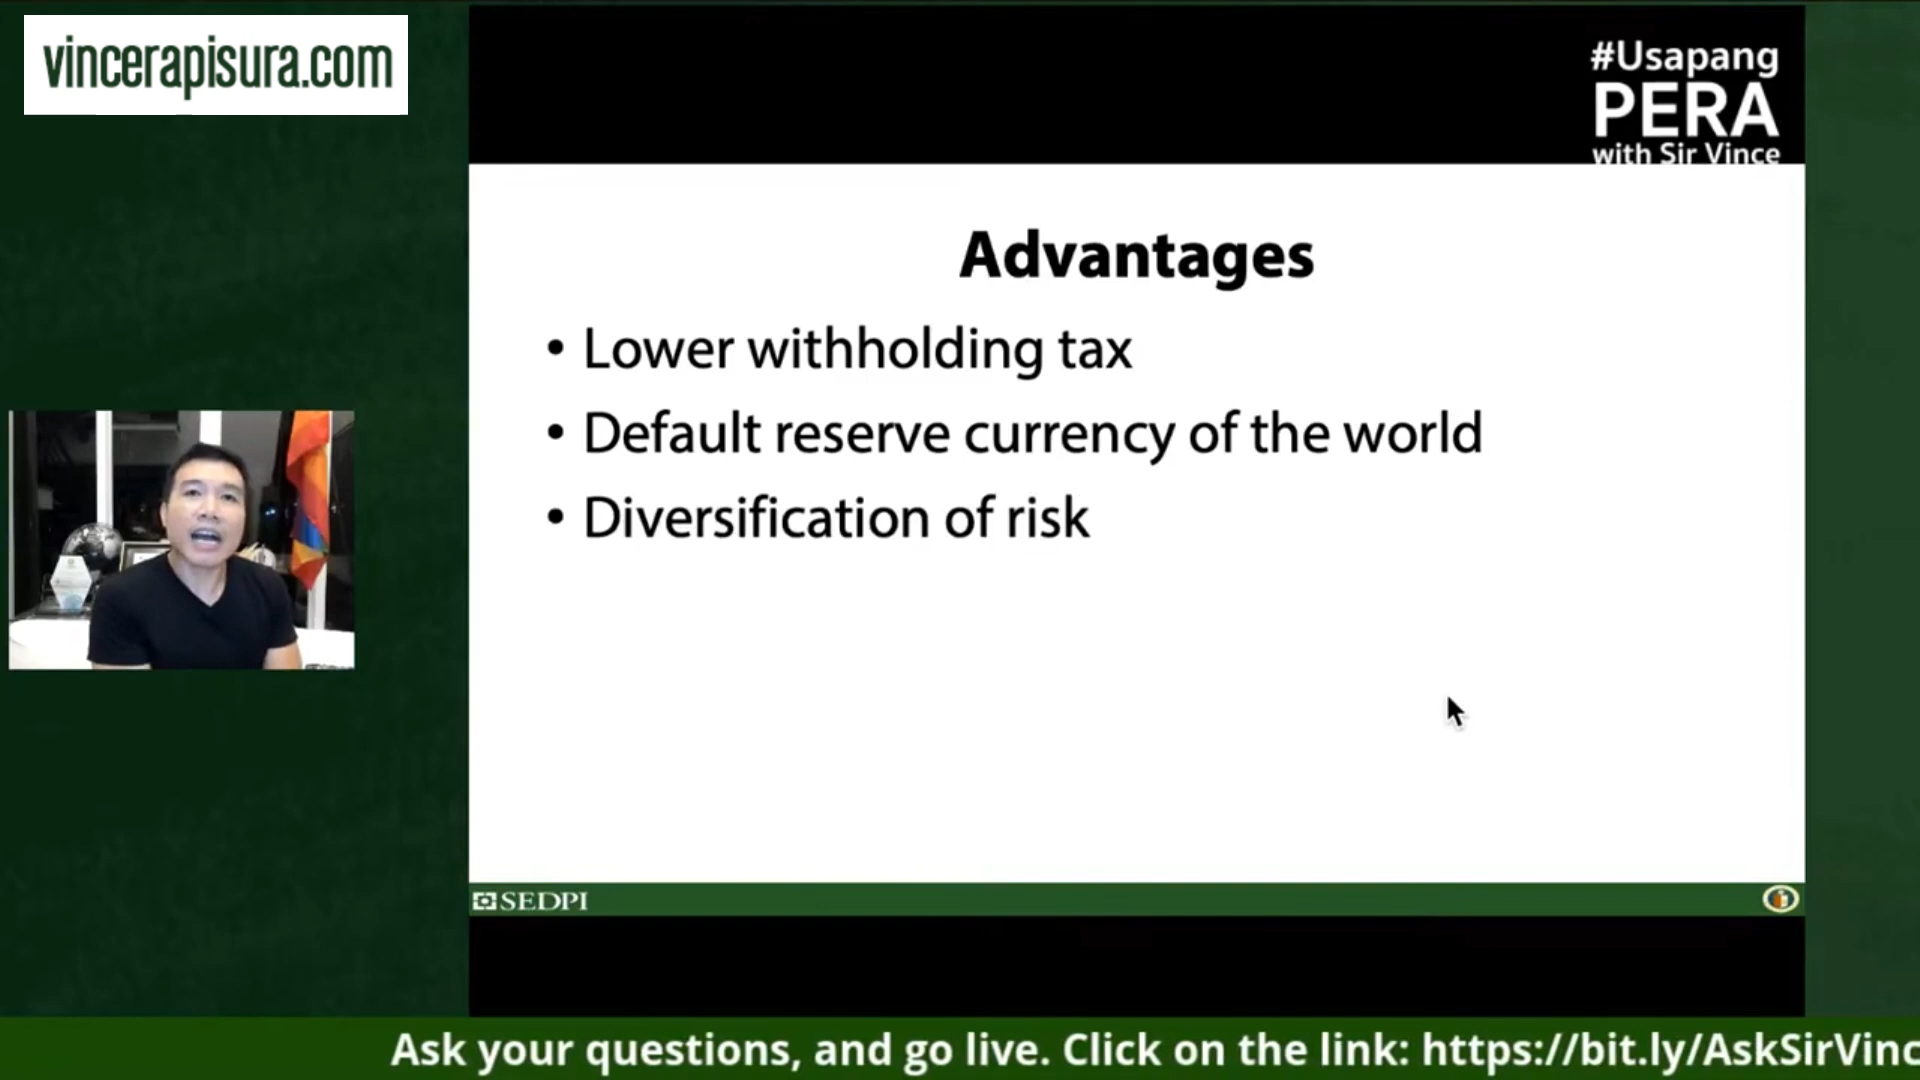 vincerapisura.com
#Usapang
PERA
with Sir Vince
Advantages
• Lower withholding tax
• Default reserve currency of the world
• Diversification of risk
SEDPI
Ask your questions, and go live. Click on the link: https://bit.ly/AskSirVinc